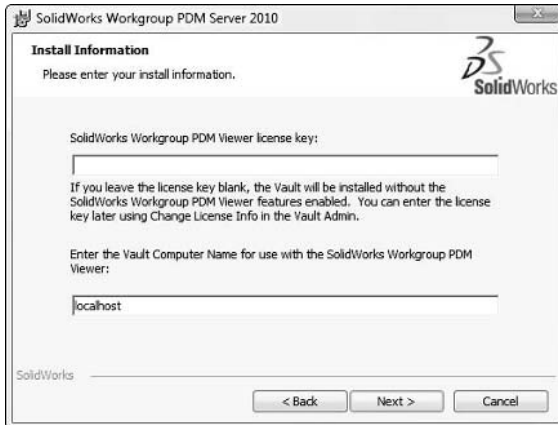 SolidWorks Workgroup PDM Server 2010
Install Information
Please enter your install information.
SolidWorks
SolidWorks Workgroup PDM Viewer license key:
If you leave the license key blank, the Vault will be installed without the
SolidWorks Workgroup PDM Viewer features enabled. You can enter the license
key later using Change License Info in the Vault Admin.
Enter the Vault Computer Name for use with the SolidWorks Workgroup PDM
Viewer:
localhost
SolidWorks
< Back
Next >
Cancel